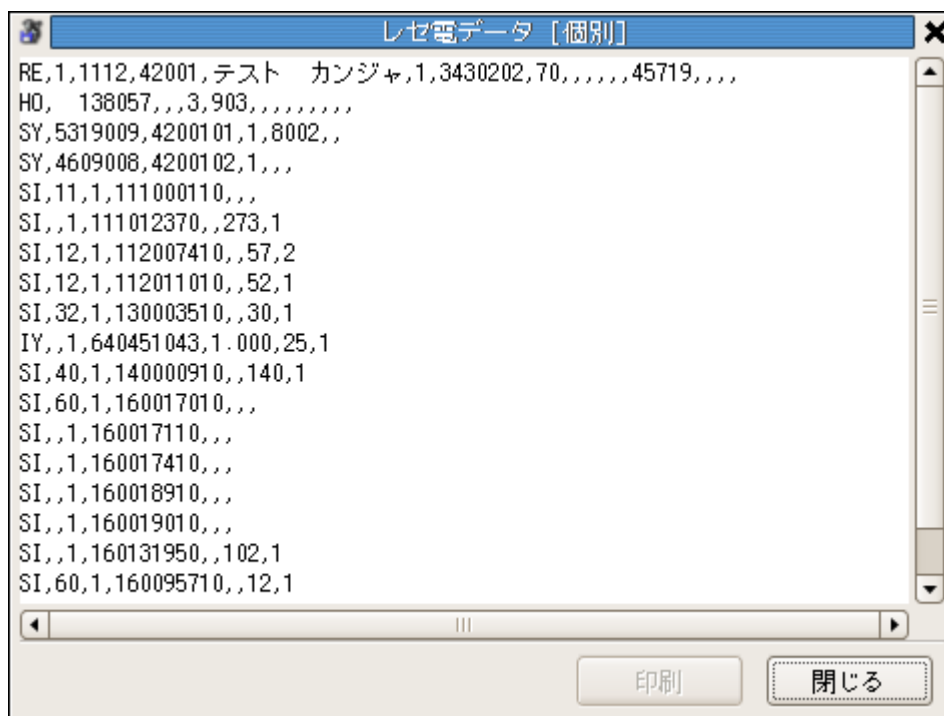 レセ電データ [個別]
RE,1,1112,42001,テスト　カンジャ,1,3430202,70,,,,,,45719,,,,
HO,　138057,,,3,903,,,,,,,,,
SY,5319009,4200101,1,8002,,
SY,4609008,4200102,1,,,
SI,11,1,111000110,,,
SI,,1,111012370,,273,1
SI,12,1,112007410,,57,2
SI,12,1,112011010,,52,1
SI,32,1,130003510,,30,1
IY,,1,640451043,1.000,25,1
SI,40,1,140000910,,140,1
SI,60,1,160017010,,,
SI,,1,160017110,,,
SI,,1,160017410,,,
SI,,1,160018910,,,
SI,,1,160019010,,,
SI,,1,160131950,,102,1
SI,60,1,160095710,,12,1
印刷
閉じる